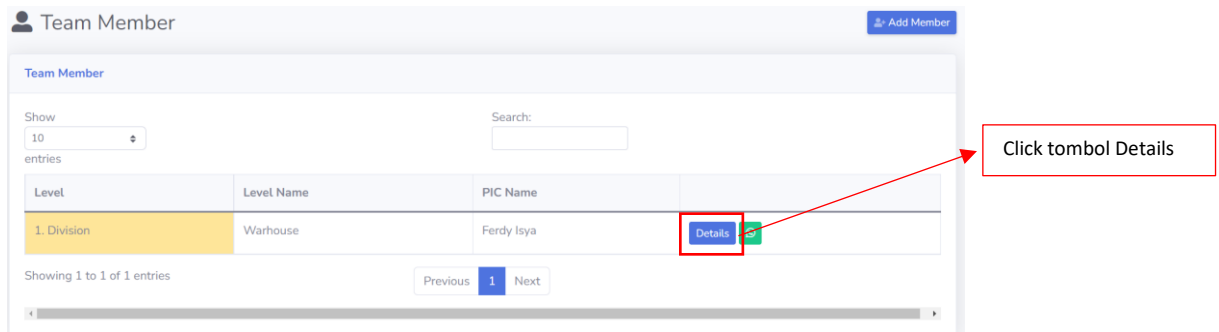 Team Member
Add Member
Team Member
Show
Search:
10
entries
Click tombol Details
Level Level Name PIC Name
1. Division Warhouse Ferdy Isya Details
Showing 1 to 1 of 1 entries
Previous 1 Next